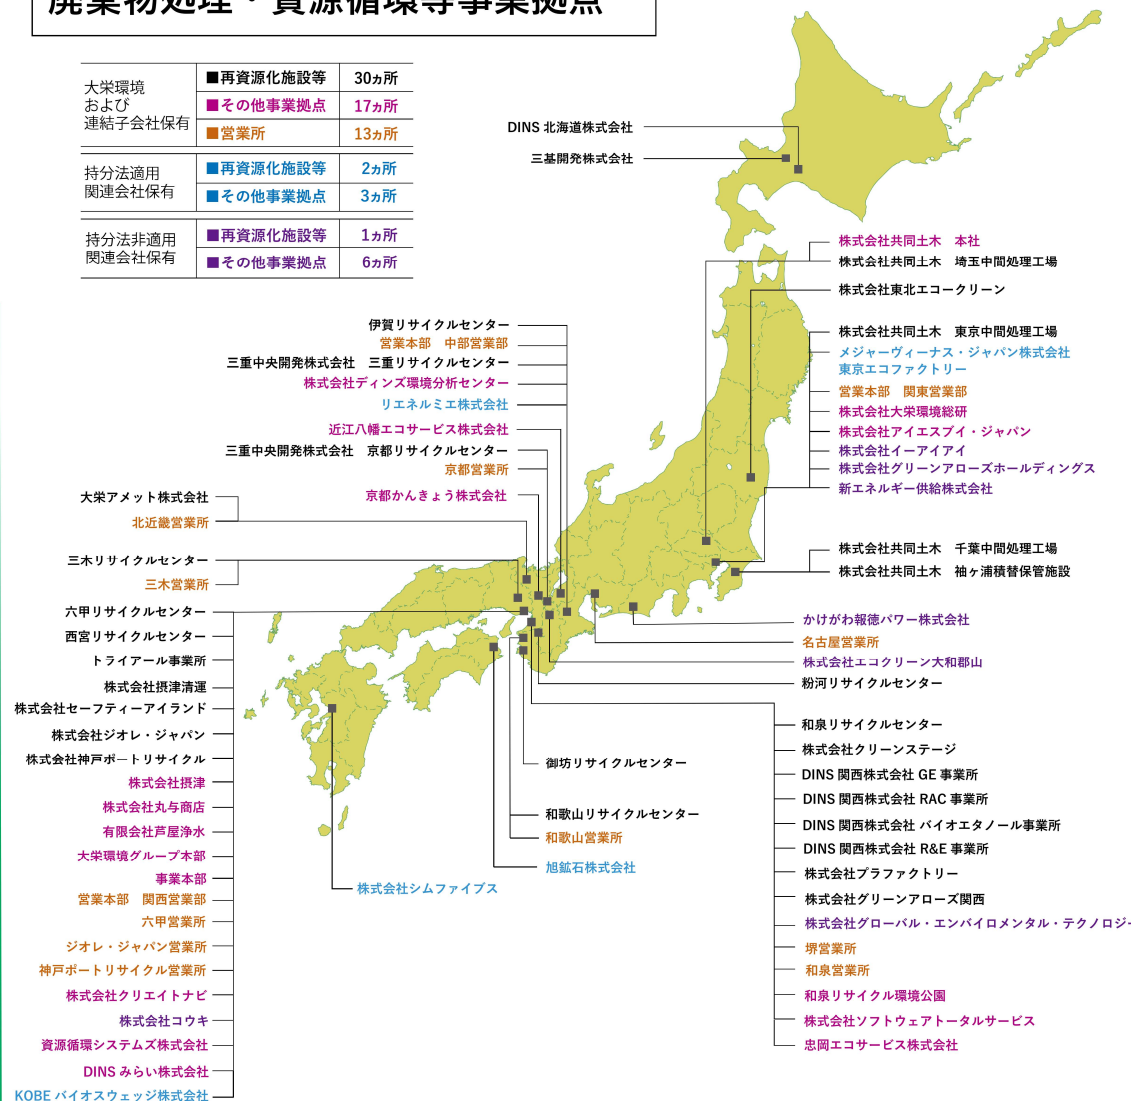 廃棄物処理・資源循環等事業拠点
大栄環境
および
連結子会社保有
■再資源化施設等 30ヵ所
■その他事業拠点 17ヵ所
■営業所 13ヵ所
持分法適用
関連会社保有
■再資源化施設等 2ヵ所
■その他事業拠点 3ヵ所
持分法非適用
関連会社保有
■再資源化施設等 1ヵ所
■その他事業拠点 6ヵ所
DINS 北海道株式会社
三基開発株式会社
株式会社共同土木 本社
株式会社共同土木 埼玉中間処理工場
株式会社東北エコークリーン
株式会社共同土木 東京中間処理工場
メジャーヴィーナス・ジャパン株式会社
東京エコファクトリー
営業本部 関東営業部
株式会社大栄環境総研
株式会社アイエスブイ・ジャパン
株式会社イーアイアイ
株式会社グリーンアローズホールディングス
新エネルギー供給株式会社
株式会社共同土木 千葉中間処理工場
株式会社共同土木 袖ヶ浦積替保管施設
伊賀リサイクルセンター
営業本部 中部営業部
三重中央開発株式会社 三重リサイクルセンター
株式会社ディンズ環境分析センター
リエネルミエ株式会社
近江八幡エコサービス株式会社
三重中央開発株式会社 京都リサイクルセンター
京都営業所
京都かんきょう株式会社
大栄アメット株式会社
北近畿営業所
三木リサイクルセンター
三木営業所
六甲リサイクルセンター
西宮リサイクルセンター
トライアール事業所
株式会社摂津清運
株式会社セーフティーアイランド
株式会社ジオレ・ジャパン
株式会社神戸ポートリサイクル
株式会社摂津
株式会社丸与商店
有限会社芦屋浄水
大栄環境グループ本部
事業本部
営業本部 関西営業部
六甲営業所
ジオレ・ジャパン営業所
神戸ポートリサイクル営業所
株式会社クリエイトナビ
株式会社コウキ
資源循環システムズ株式会社
DINS みらい株式会社
KOBE バイオスウェッジ株式会社
かけがわ報徳パワー株式会社
名古屋営業所
株式会社エコクリーン大和郡山
粉河リサイクルセンター
和泉リサイクルセンター
株式会社クリーンステージ
DINS 関西株式会社 GE 事業所
DINS 関西株式会社 RAC 事業所
DINS 関西株式会社 バイオエタノール事業所
DINS 関西株式会社 R&E 事業所
株式会社プラファクトリー
株式会社グリーンアローズ関西
株式会社グローバル・エンバイロメンタル・テクノロジー
堺営業所
和泉営業所
和泉リサイクル環境公園
株式会社ソフトウェアトータルサービス
忠岡エコサービス株式会社
御坊リサイクルセンター
和歌山リサイクルセンター
和歌山営業所
旭鉱石株式会社
株式会社シムファイブス